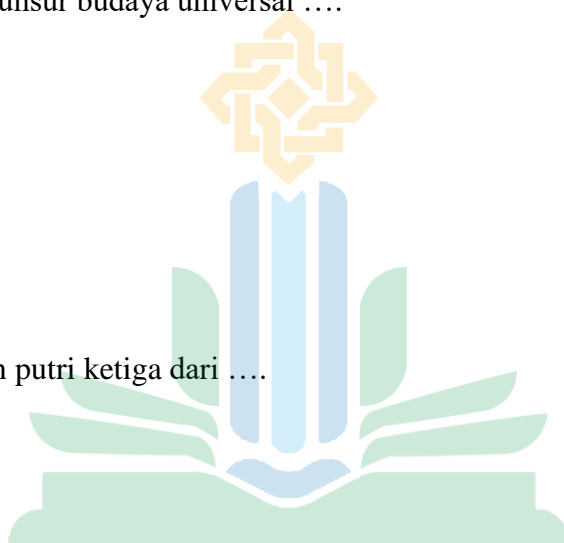 unsur budaya universal ….
putri ketiga dari ….